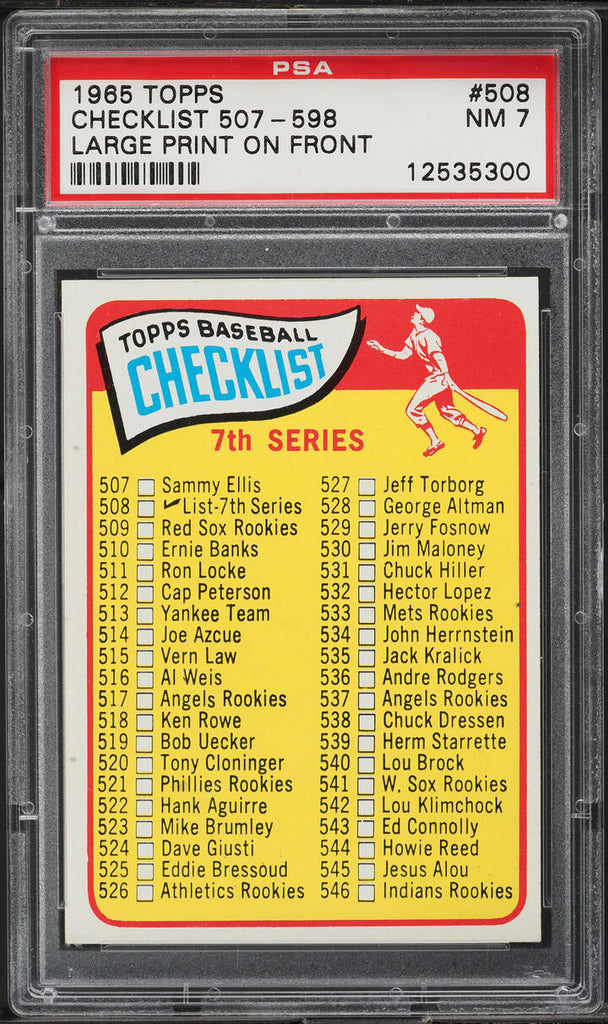 PSA
1965 TOPPS #508
CHECKLIST 507-598 NM 7
LARGE PRINT ON FRONT
12535300
TOPPS BASEBALL
CHECKLIST
7th SERIES
507 Sammy Ellis
508 ✓List-7th Series
509 Red Sox Rookies
510 Ernie Banks
511 Ron Locke
512 Cap Peterson
513 Yankee Team
514 Joe Azcue
515 Vern Law
516 Al Weis
517 Angels Rookies
518 Ken Rowe
519 Bob Uecker
520 Tony Cloninger
521 Phillies Rookies
522 Hank Aguirre
523 Mike Brumley
524 Dave Giusti
525 Eddie Bressoud
526 Athletics Rookies
527 Jeff Torborg
528 George Altman
529 Jerry Fosnow
530 Jim Maloney
531 Chuck Hiller
532 Hector Lopez
533 Mets Rookies
534 John Herrnstein
535 Jack Kralick
536 Andre Rodgers
537 Angels Rookies
538 Chuck Dressen
539 Herm Starrette
540 Lou Brock
541 W. Sox Rookies
542 Lou Klimchock
543 Ed Connolly
544 Howie Reed
545 Jesus Alou
546 Indians Rookies